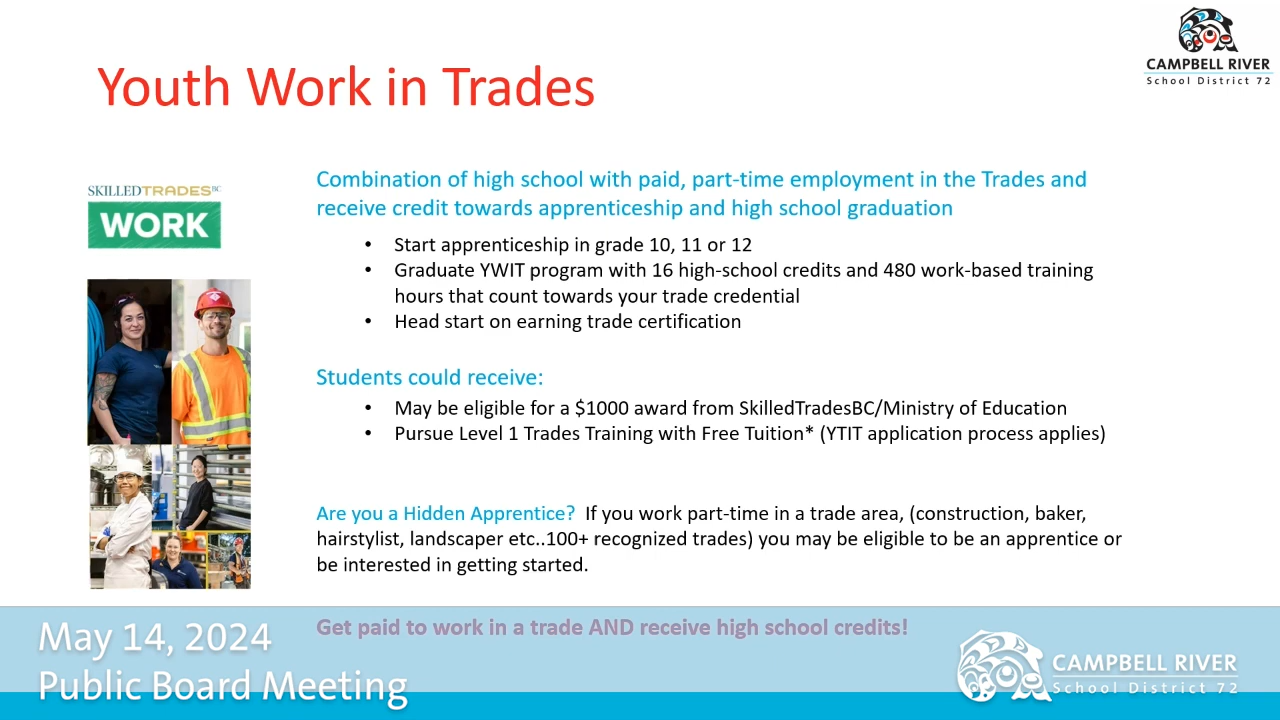 CAMPBELL RIVER
School District 72
Youth Work in Trades
SKILLEDTRADESBC
WORK
Combination of high school with paid, part-time employment in the Trades and
receive credit towards apprenticeship and high school graduation
• Start apprenticeship in grade 10, 11 or 12
• Graduate YWIT program with 16 high-school credits and 480 work-based training
hours that count towards your trade credential
• Head start on earning trade certification
Students could receive:
• May be eligible for a $1000 award from SkilledTradesBC/Ministry of Education
• Pursue Level 1 Trades Training with Free Tuition* (YTIT application process applies)
Are you a Hidden Apprentice? If you work part-time in a trade area, (construction, baker,
hairstylist, landscaper etc..100+ recognized trades) you may be eligible to be an apprentice or
be interested in getting started.
Get paid to work in a trade AND receive high school credits!
May 14, 2024
Public Board Meeting
CAMPBELL RIVER
School District 72